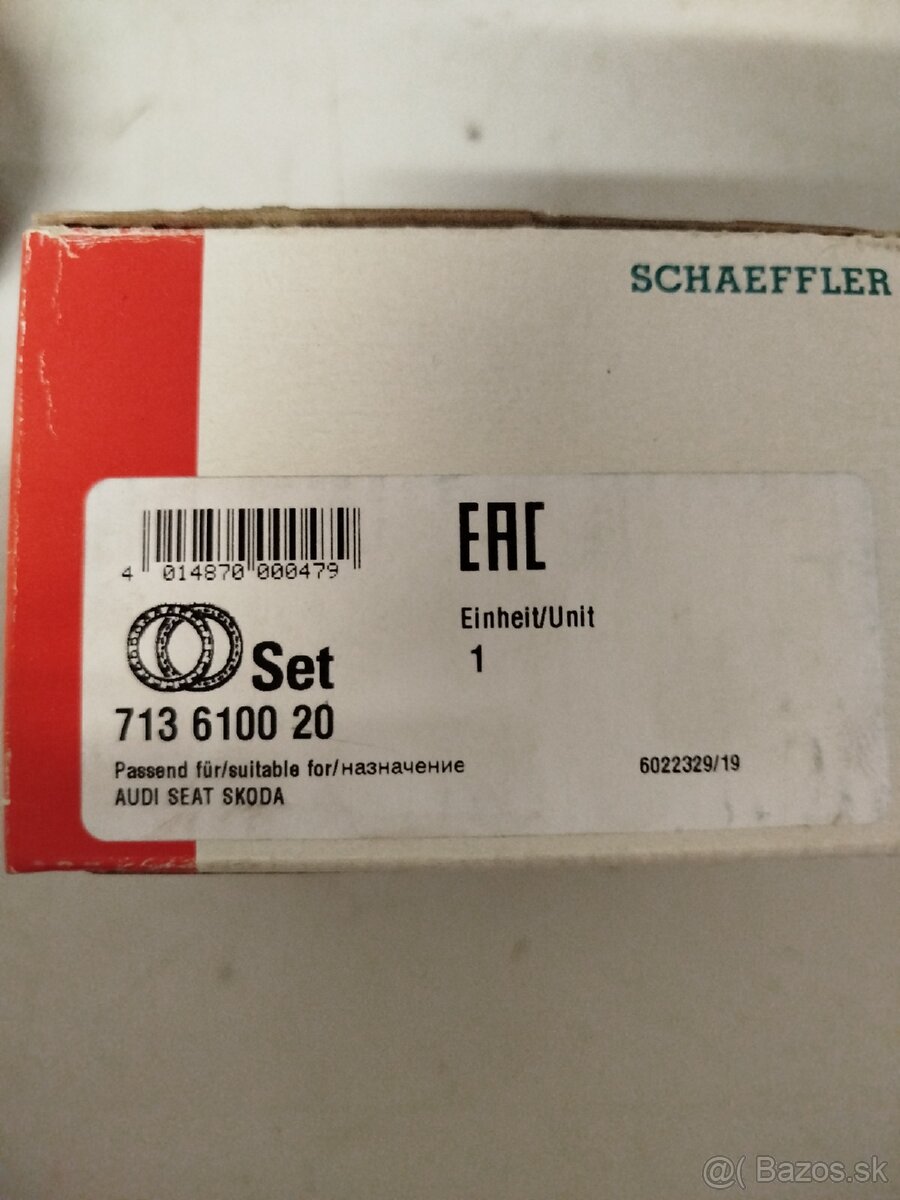 SCHAEFFLER
EAC
4 014870 000479
Einheit/Unit
1
Set
713 6100 20
Passend für/suitable for/назначение
6022329/19
AUDI SEAT SKODA
@( Bazos.sk